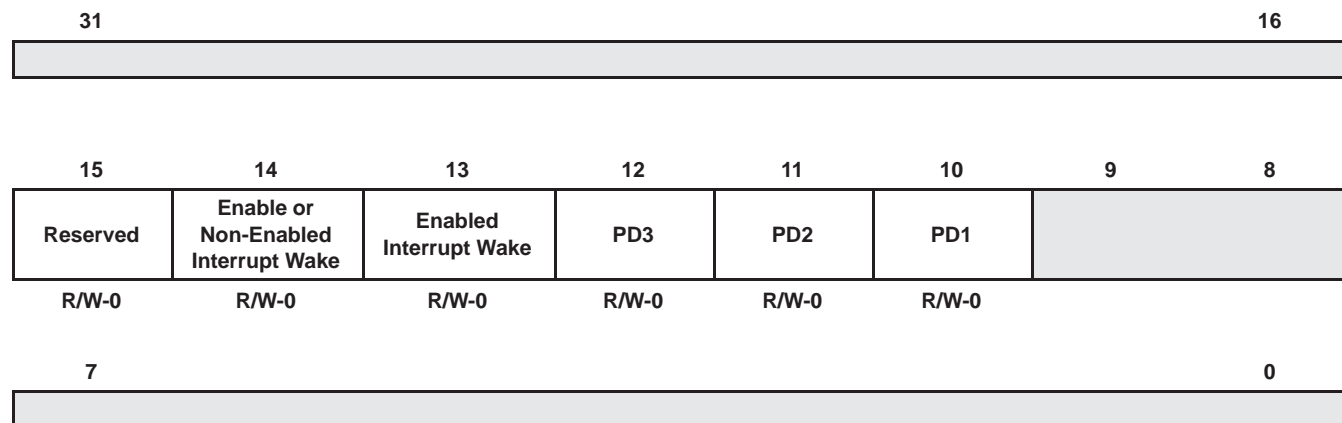 31 16
15 14 13 12 11 10 9 8
Reserved
Enable or
Non-Enabled
Interrupt Wake
Enabled
Interrupt Wake
PD3
PD2
PD1
R/W-0 R/W-0 R/W-0 R/W-0 R/W-0 R/W-0
7 0